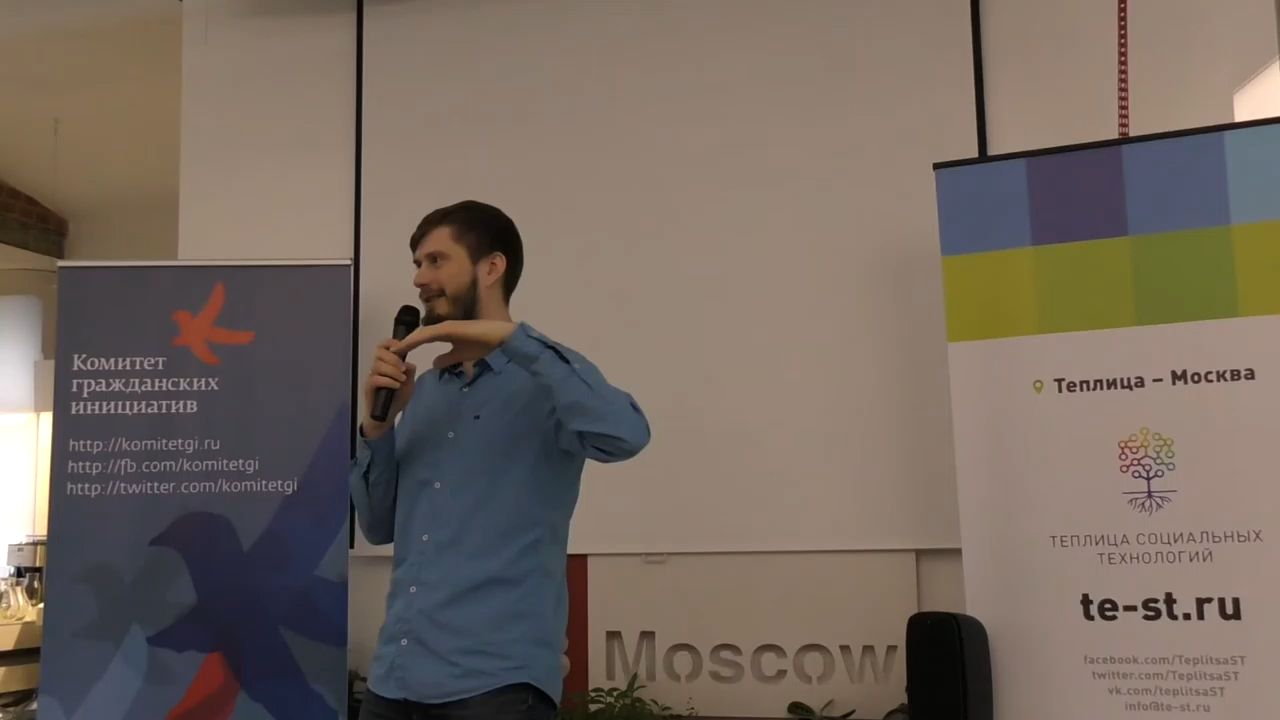 Комитет
гражданских
инициатив
http://komitetgi.ru
http://fb.com/komitetgi
http://twitter.com/komitetgi
Moscow
Теплица – Москва
ТЕПЛИЦА СОЦИАЛЬНЫХ
ТЕХНОЛОГИЙ
te-st.ru
facebook.com/TeplitsaST
twitter.com/TeplitsaST
vk.com/teplitsaST
info@te-st.ru